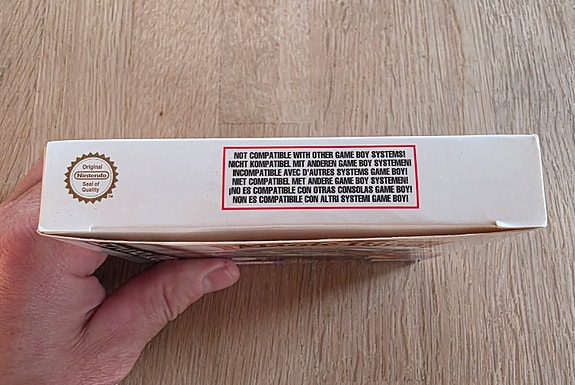 Original
Nintendo
Seal of
Quality
TM
NOT COMPATIBLE WITH OTHER GAME BOY SYSTEMS!
NICHT KOMPATIBEL MIT ANDEREN GAME BOY SYSTEMEN!
INCOMPATIBLE AVEC D'AUTRES SYSTEMS GAME BOY!
NIET COMPATIBEL MET ANDERE GAME BOY SYSTEMEN!
¡NO ES COMPATIBLE CON OTRAS CONSOLAS GAME BOY!
NON ES COMPATIBILE CON ALTRI SYSTEMI GAME BOY!